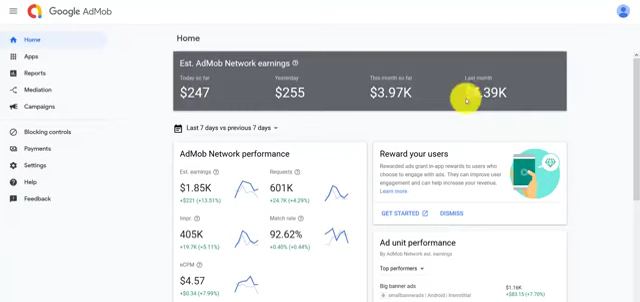 Google AdMob
Home
Apps
Reports
Mediation
Campaigns
Blocking controls
Payments
Settings
Help
Feedback
Home
Est. AdMob Network earnings
Today so far
Yesterday
This month so far
Last month
$247
$255
$3.97K
.39K
Last 7 days vs previous 7 days
AdMob Network performance
Est. earnings
Requests
$1.85K
601K
+$221 (+13.51%)
+24.7K (+4.29%)
Impr.
Match rate
405K
92.62%
+19.7K (+5.11%)
+0.40% (+0.44%)
eCPM
$4.57
+$0.34 (+7.99%)
Reward your users
Rewarded ads grant in-app rewards to users who
choose to engage with ads. They can improve user
engagement and can help increase your revenue.
Learn more
GET STARTED
DISMISS
Ad unit performance
By AdMob Network est. earnings
Top performers
Big banner ads
$1.16K
smallbannerads | Android | Interstitial
+$83.15 (+7.70%)